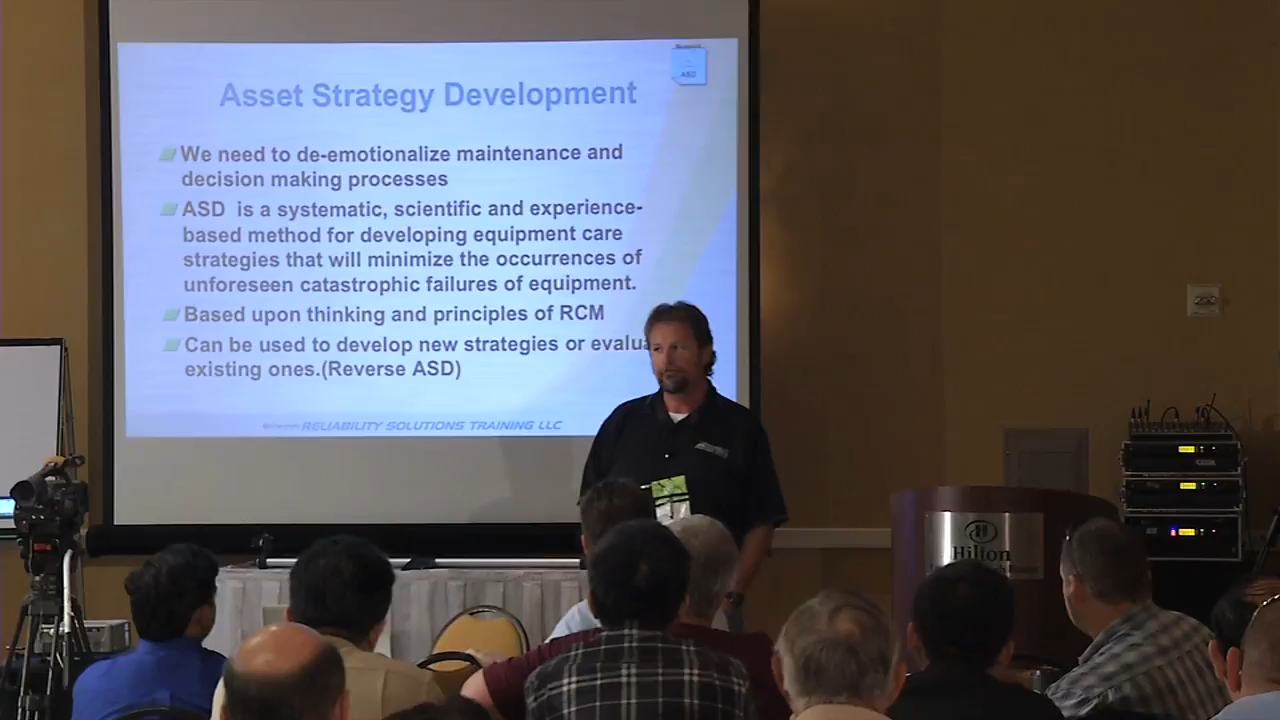 ASD
Asset Strategy Development
We need to de-emotionalize maintenance and
decision making processes
ASD is a systematic, scientific and experience-
based method for developing equipment care
strategies that will minimize the occurrences of
unforeseen catastrophic failures of equipment.
Based upon thinking and principles of RCM
Can be used to develop new strategies or evalua
existing ones.(Reverse ASD)
RELIABILITY SOLUTIONS TRAINING LLC
Hilton